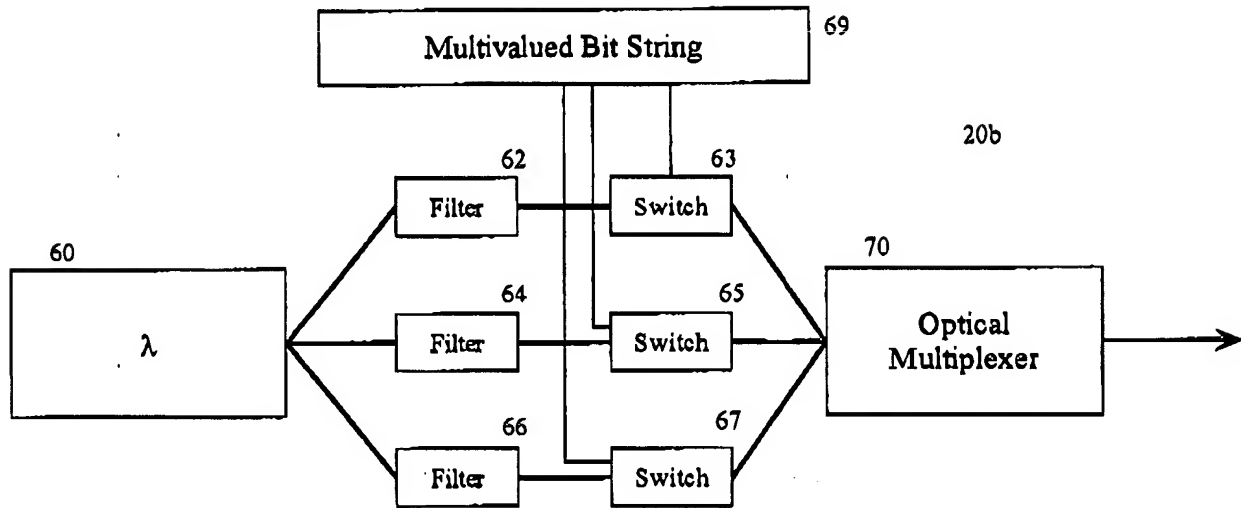 69
Multivalued Bit String
20b
62
63
Filter
Switch
60
70
64
65
λ
Filter
Switch
Optical
Multiplexer
66
67
Filter
Switch